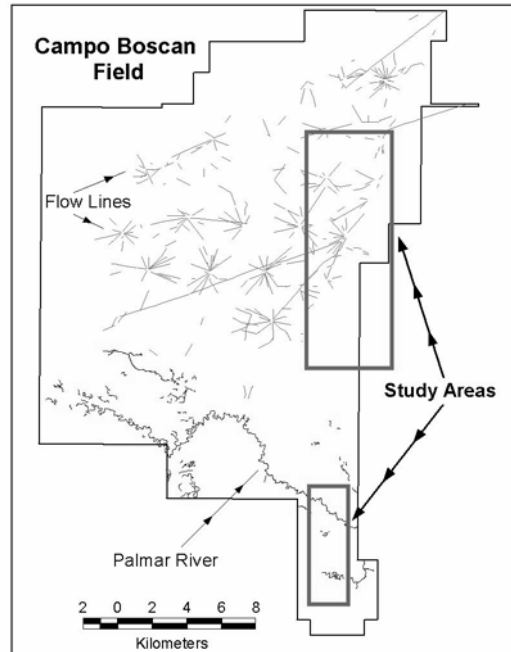 Campo Boscan
Field
Flow Lines
Study Areas
Palmar River
2 0 2 4 6 8
Kilometers